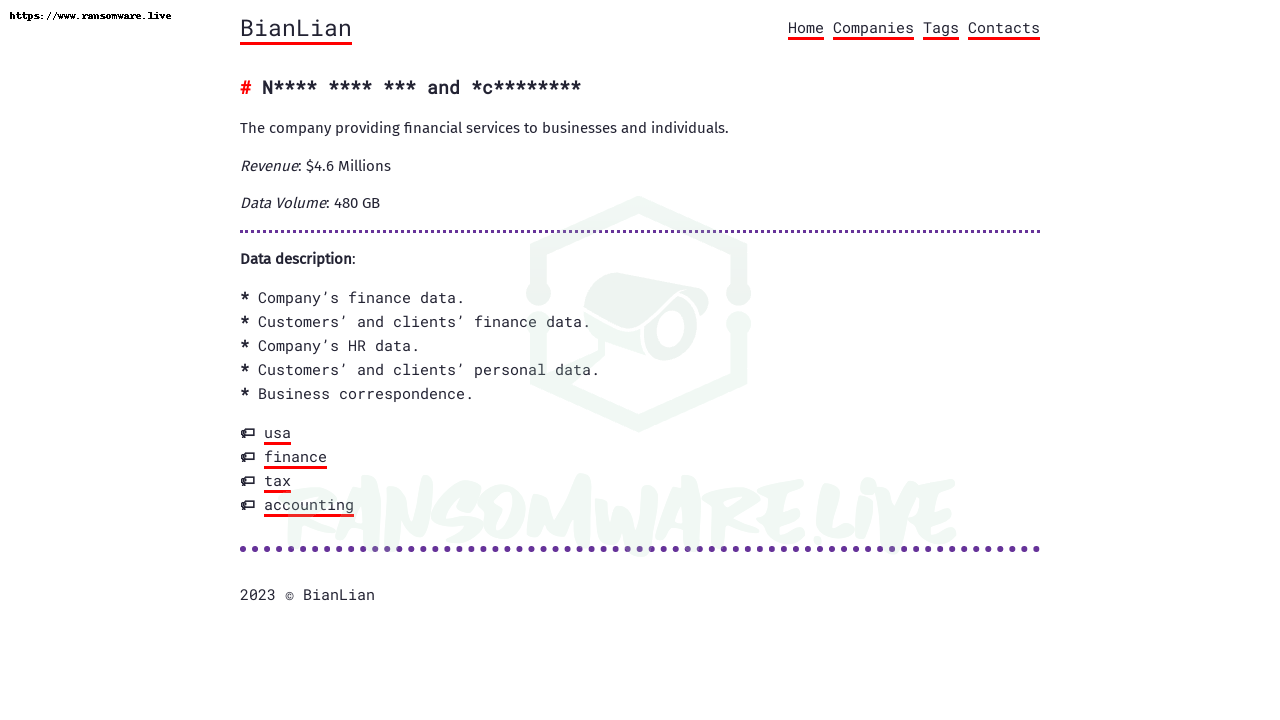 https://www.ransomware.live
BianLian
Home Companies Tags Contacts
# N**** **** *** and *c********
The company providing financial services to businesses and individuals.
Revenue: $4.6 Millions
Data Volume: 480 GB
Data description:
* Company’s finance data.
* Customers’ and clients’ finance data.
* Company’s HR data.
* Customers’ and clients’ personal data.
* Business correspondence.
usa
finance
tax
accounting
RANSOMWARE.LIVE
2023 © BianLian